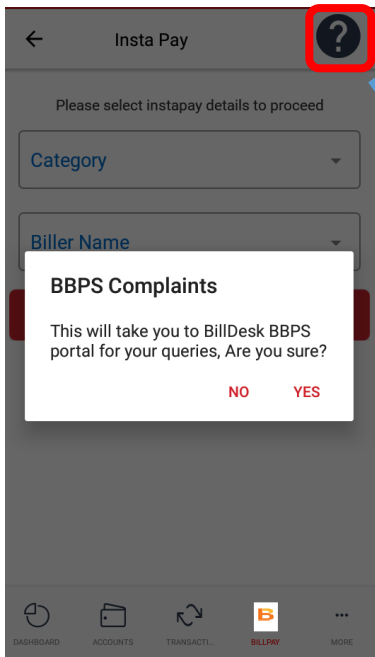 Insta Pay
?
Please select instapay details to proceed
Category
Biller Name
BBPS Complaints
This will take you to BillDesk BBPS
portal for your queries, Are you sure?
NO YES
B
DASHBOARD ACCOUNTS TRANSACTI... BILLPAY MORE